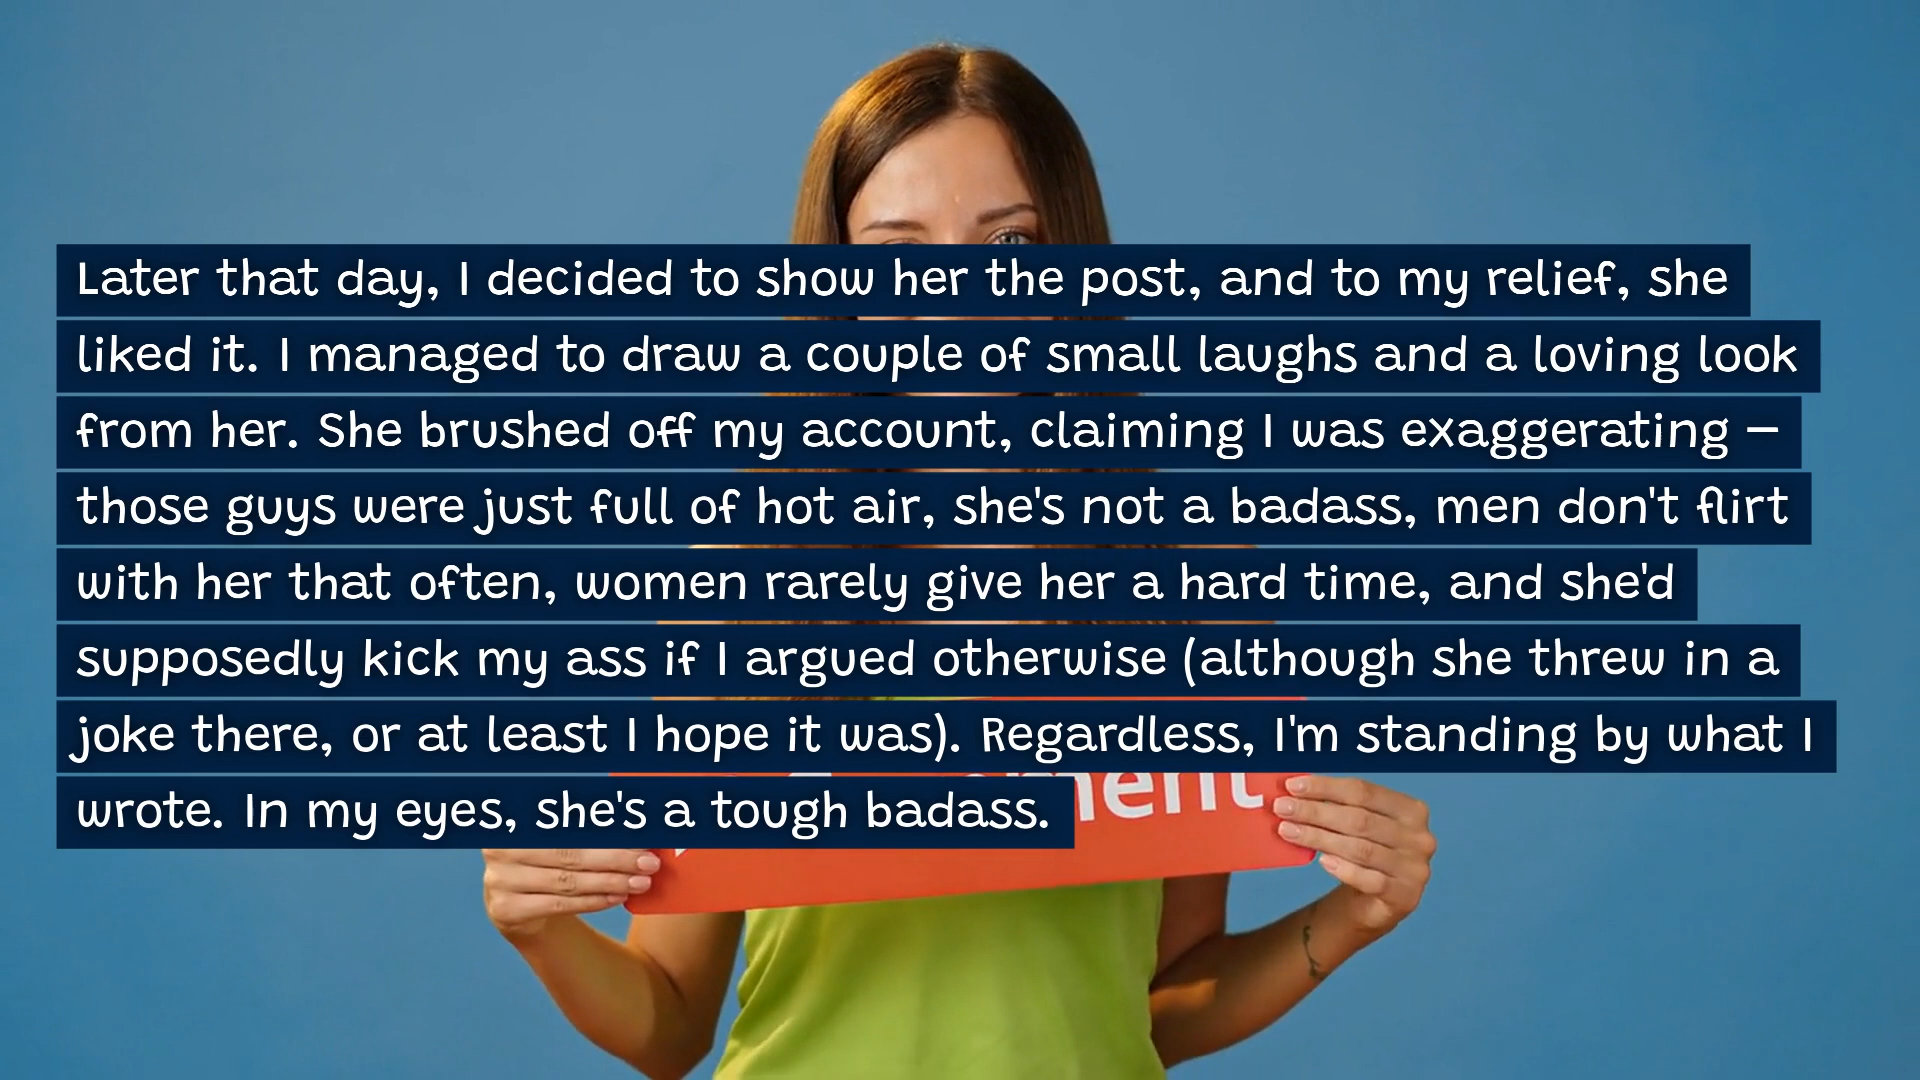 Later that day, I decided to show her the post, and to my relief, she
liked it. I managed to draw a couple of small laughs and a loving look
from her. She brushed off my account, claiming I was exaggerating –
those guys were just full of hot air, she's not a badass, men don't flirt
with her that often, women rarely give her a hard time, and she'd
supposedly kick my ass if I argued otherwise (although she threw in a
joke there, or at least I hope it was). Regardless, I'm standing by what I
wrote. In my eyes, she's a tough badass.